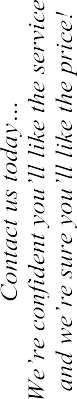 Contact us today…
We’re confident you’ll like the service
and we’re sure you’ll like the price!